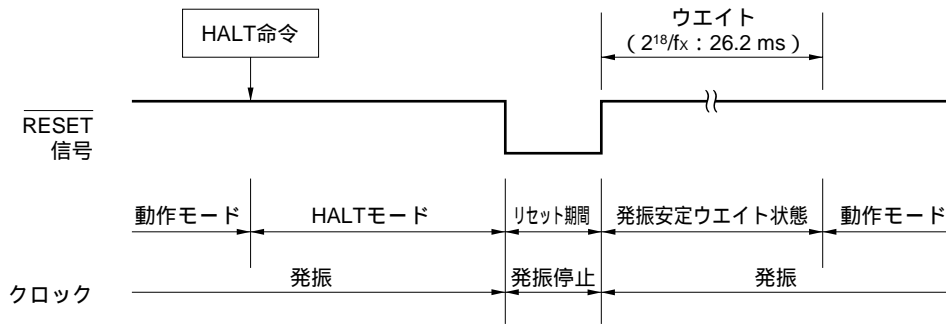 HALT命令
ウエイト
(2¹⁸/fx:26.2 ms)
RESET
信号
動作モード HALTモード リセット期間 発振安定ウエイト状態 動作モード
クロック 発振 発振停止 発振